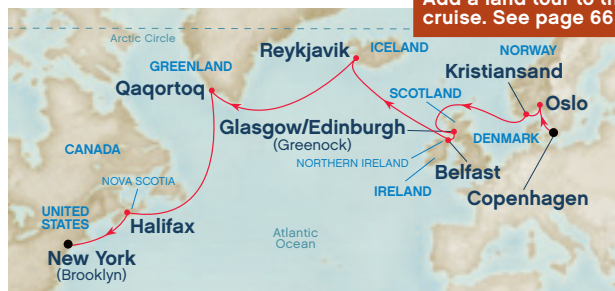 Add a land tour to th
cruise. See page 66
Arctic Circle
Reykjavik
ICELAND
NORWAY
GREENLAND
Kristiansand
Qaqortoq
SCOTLAND
Oslo
Glasgow/Edinburgh
(Greenock)
DENMARK
CANADA
NORTHERN IRELAND
Belfast
NOVA SCOTIA
IRELAND
Copenhagen
UNITED
STATES
Halifax
Atlantic
Ocean
New York
(Brooklyn)